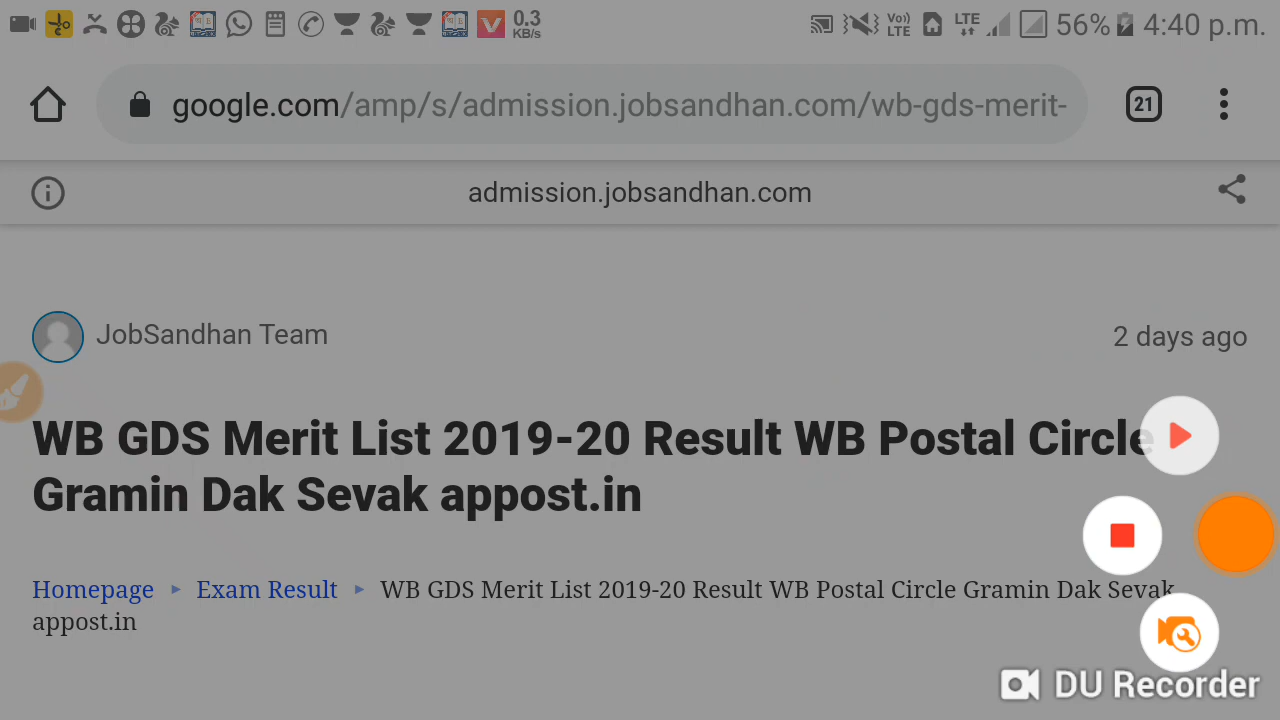 0.3
KB/s
Vo))
LTE
LTE
56%
4:40 p.m.
google.com/amp/s/admission.jobsandhan.com/wb-gds-merit-
21
admission.jobsandhan.com
JobSandhan Team
2 days ago
WB GDS Merit List 2019-20 Result WB Postal Circle
Gramin Dak Sevak appost.in
Homepage ▸ Exam Result ▸ WB GDS Merit List 2019-20 Result WB Postal Circle Gramin Dak Sevak
appost.in
DU Recorder